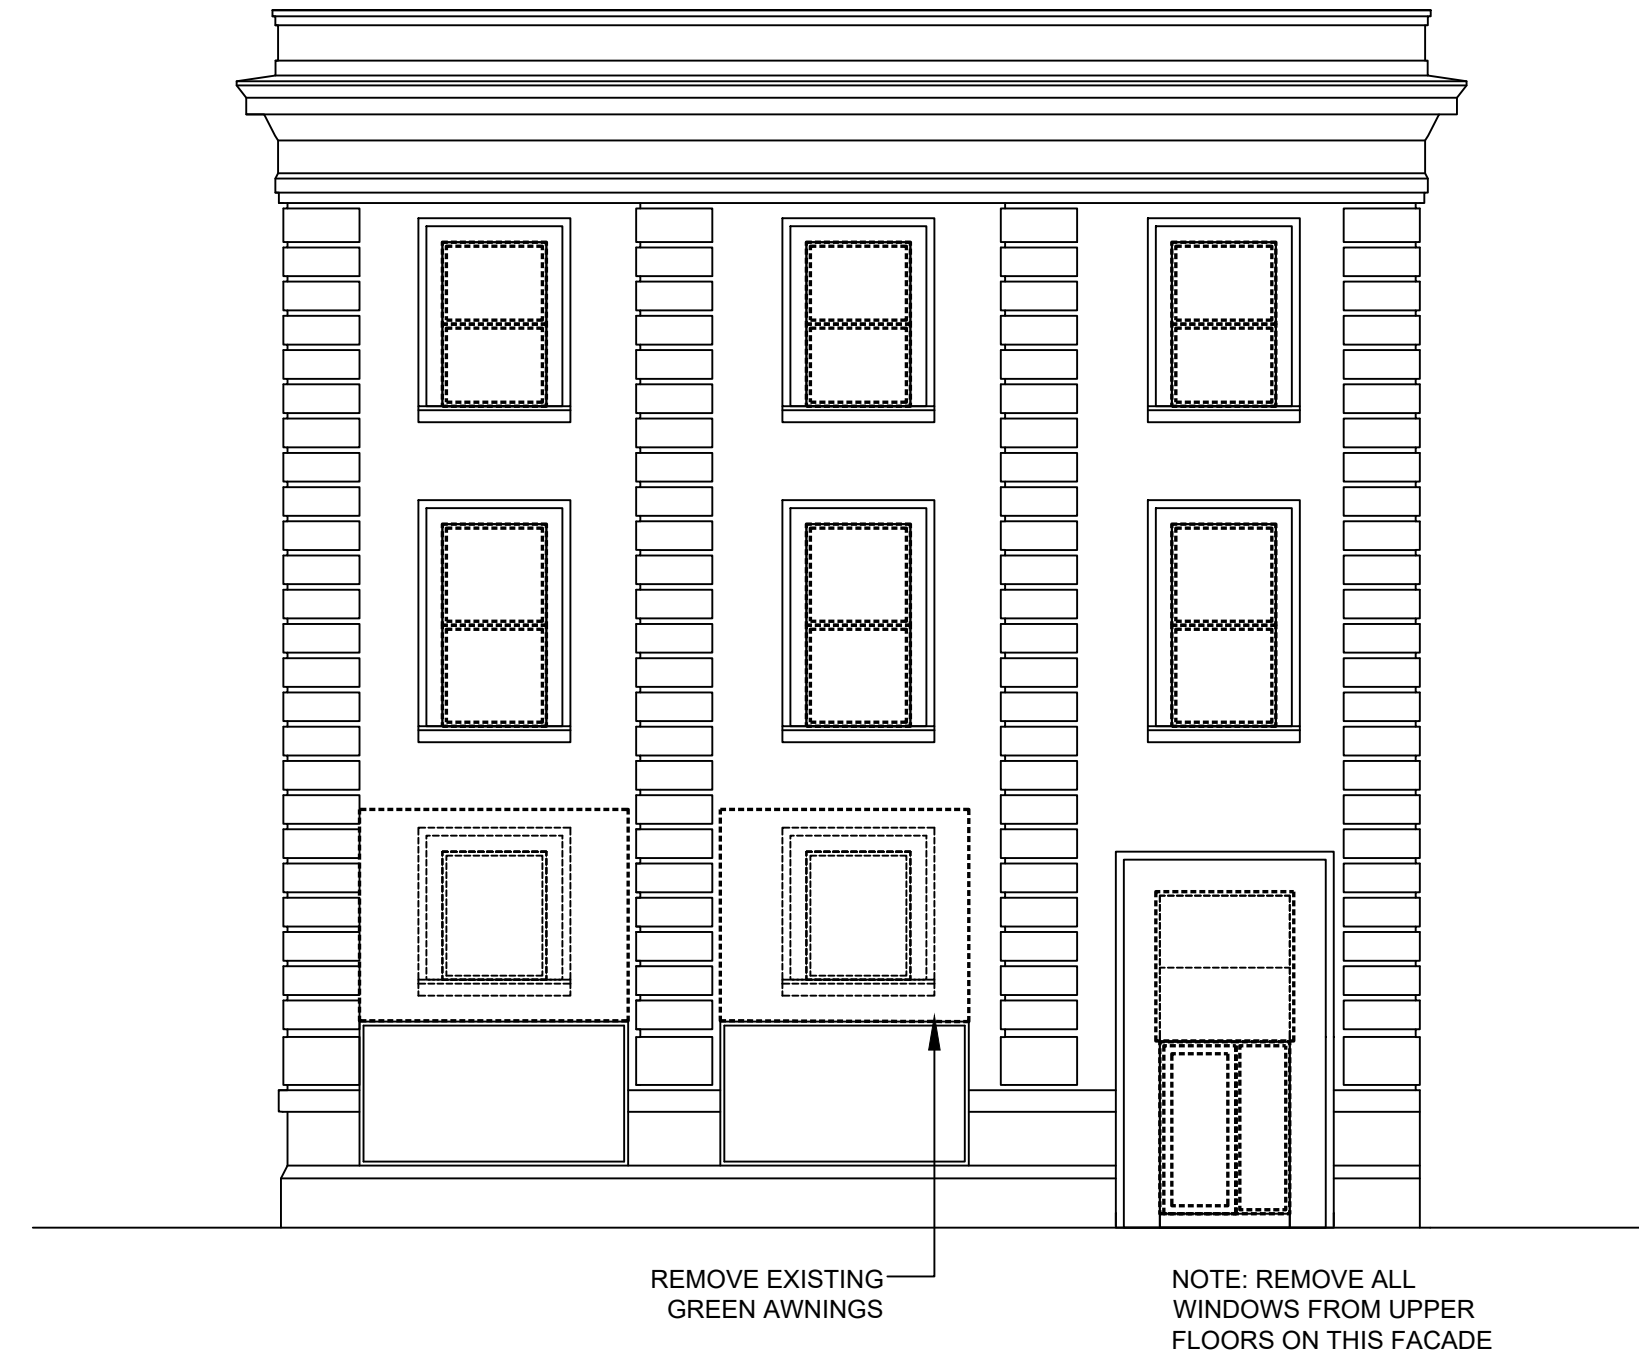 REMOVE EXISTING
GREEN AWNINGS
NOTE: REMOVE ALL
WINDOWS FROM UPPER
FLOORS ON THIS FACADE